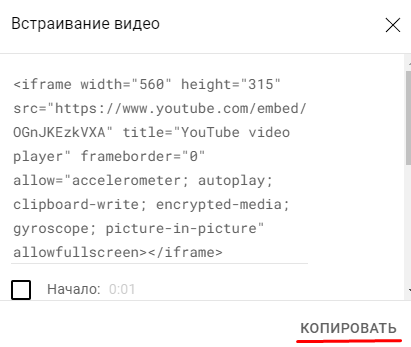 Встраивание видео
<iframe width="560" height="315"
src="https://www.youtube.com/embed/
OGnJKEzkVXA" title="YouTube video
player" frameborder="0"
allow="accelerometer; autoplay;
clipboard-write; encrypted-media;
gyroscope; picture-in-picture"
allowfullscreen></iframe>
Начало: 0:01
КОПИРОВАТЬ